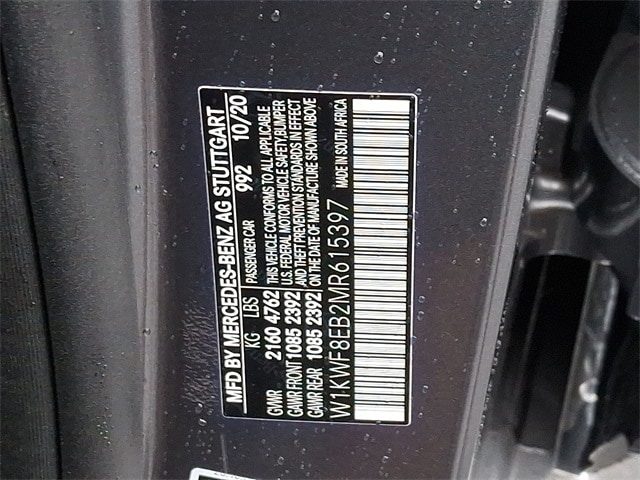 MFD BY MERCEDES-BENZ AG STUTTGART
KG LBS PASSENGER CAR 992 10/20
GVWR 2160 4762 THIS VEHICLE CONFORMS TO ALL APPLICABLE
GAWR FRONT 1085 2392 U.S. FEDERAL MOTOR VEHICLE SAFETY, BUMPER
AND THEFT PREVENTION STANDARDS IN EFFECT
GAWR REAR 1085 2392 ON THE DATE OF MANUFACTURE SHOWN ABOVE
W1KWF8EB2MR615397 MADE IN SOUTH AFRICA